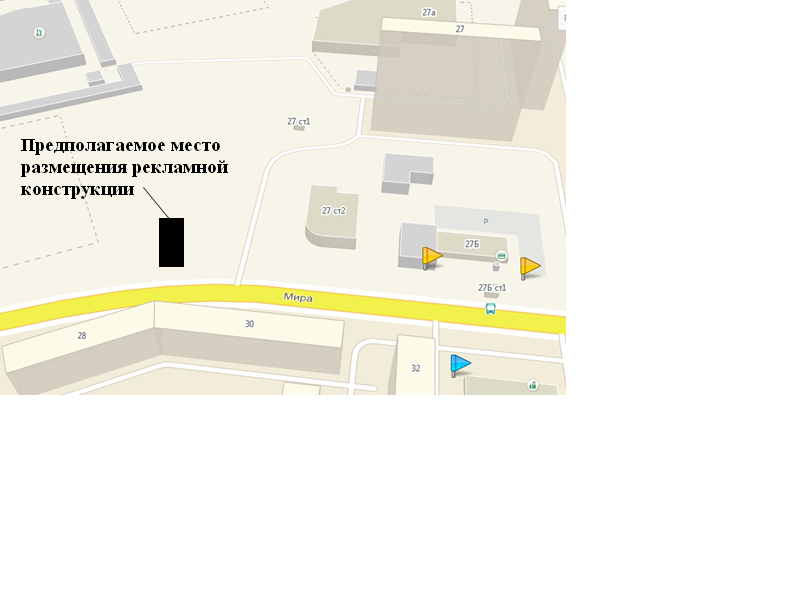 27а
27
27 ст1
Предполагаемое место
размещения рекламной
конструкции
27 ст2
P
27Б
27Б ст1
Мира
30
28
32